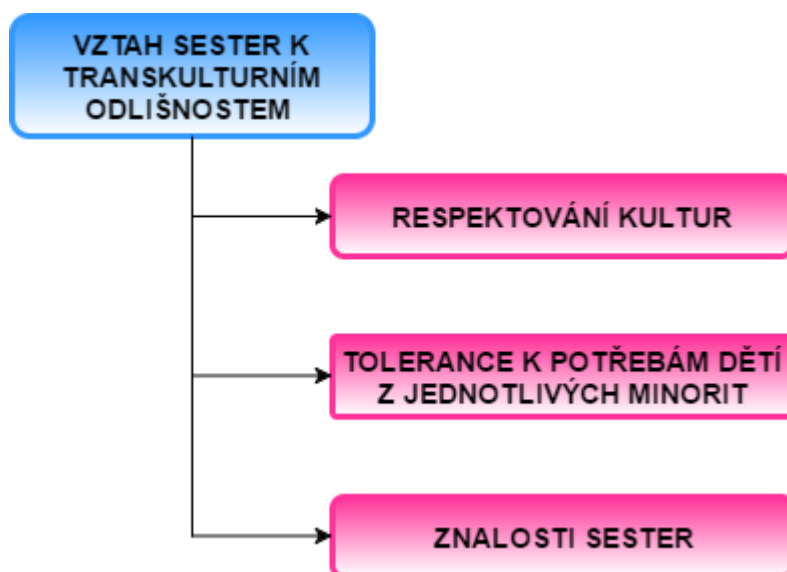 VZTAH SESTER K
TRANSKULTURNÍM
ODLIŠNOSTEM
RESPEKTOVÁNÍ KULTUR
TOLERANCE K POTŘEBÁM DĚTÍ
Z JEDNOTLIVÝCH MINORIT
ZNALOSTI SESTER